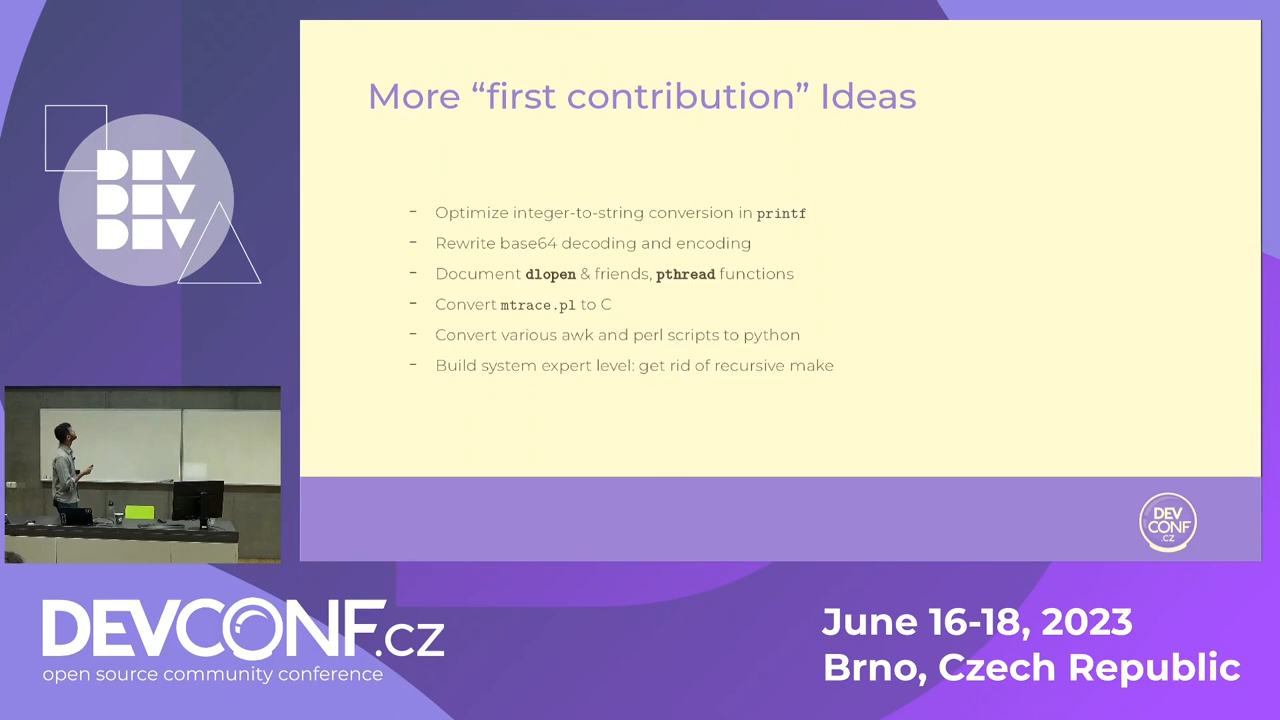 More “first contribution” Ideas
- Optimize integer-to-string conversion in printf
- Rewrite base64 decoding and encoding
- Document dlopen & friends, pthread functions
- Convert mtrace.pl to C
- Convert various awk and perl scripts to python
- Build system expert level: get rid of recursive make
DEV
DEV
DEV
DEV
CONF
.CZ
DEVCONF.cz
open source community conference
June 16-18, 2023
Brno, Czech Republic